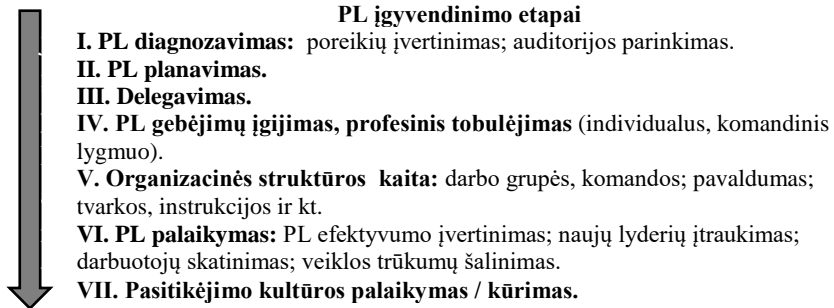 PL įgyvendinimo etapai
I. PL diagnozavimas: poreikių įvertinimas; auditorijos parinkimas.
II. PL planavimas.
III. Delegavimas.
IV. PL gebėjimų įgijimas, profesinis tobulėjimas (individualus, komandinis
lygmuo).
V. Organizacinės struktūros kaita: darbo grupės, komandos; pavaldumas;
tvarkos, instrukcijos ir kt.
VI. PL palaikymas: PL efektyvumo įvertinimas; naujų lyderių įtraukimas;
darbuotojų skatinimas; veiklos trūkumų šalinimas.
VII. Pasitikėjimo kultūros palaikymas / kūrimas.